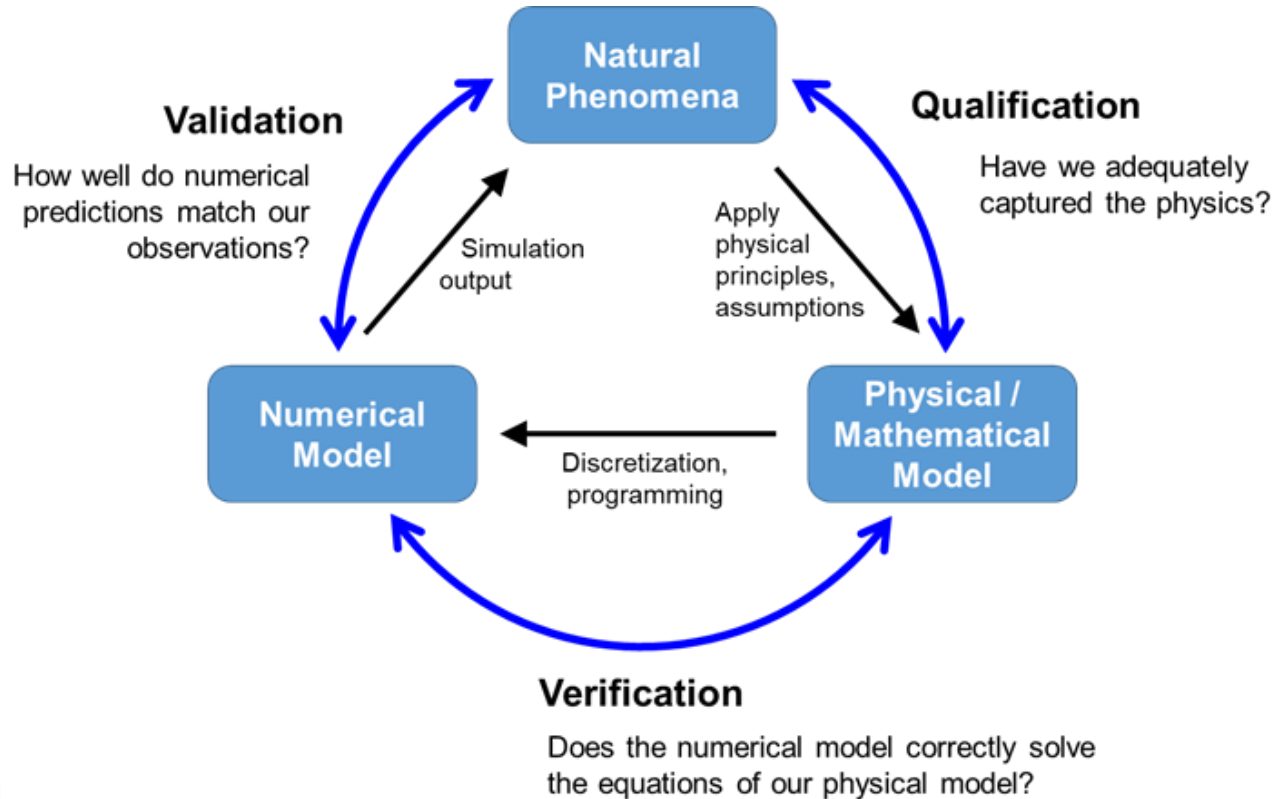 Natural
Phenomena
Validation
How well do numerical
predictions match our
observations?
Qualification
Have we adequately
captured the physics?
Simulation
output
Apply
physical
principles,
assumptions
Numerical
Model
Discretization,
programming
Physical /
Mathematical
Model
Verification
Does the numerical model correctly solve
the equations of our physical model?